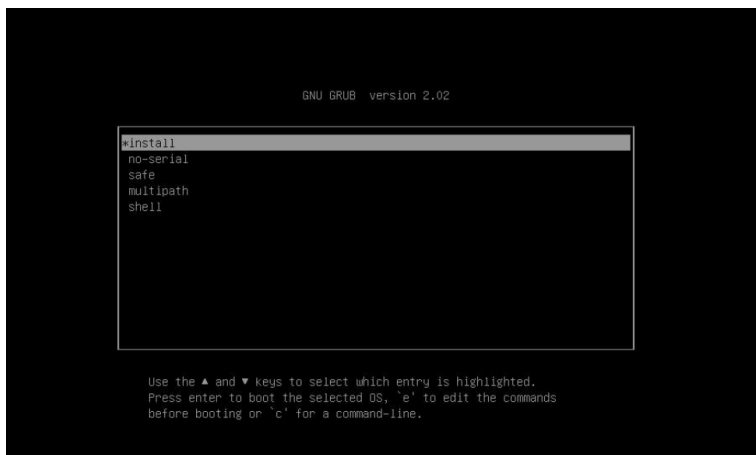 GNU GRUB version 2.02
*install
no-serial
safe
multipath
shell
Use the ▲ and ▼ keys to select which entry is highlighted.
Press enter to boot the selected OS, `e' to edit the commands
before booting or `c' for a command-line.